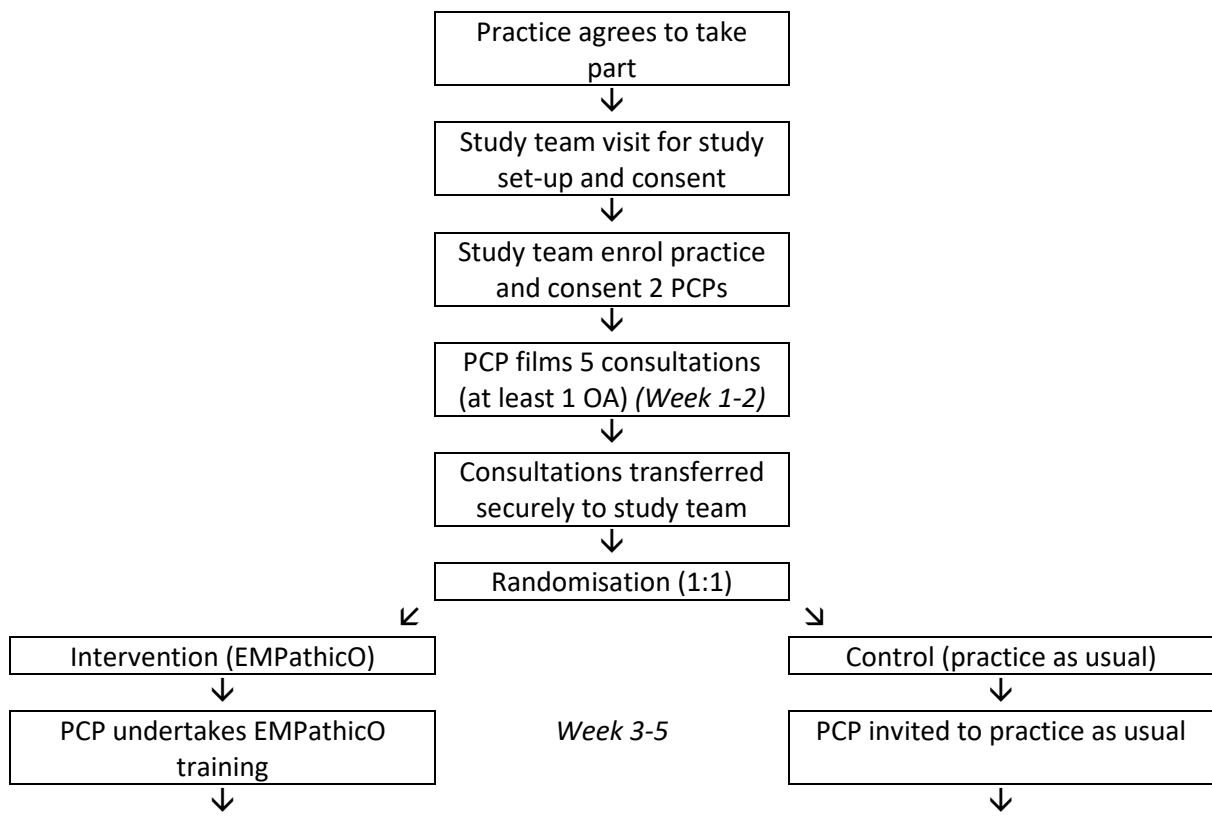 Practice agrees to take
part
Study team visit for study
set-up and consent
Study team enrol practice
and consent 2 PCPs
PCP films 5 consultations
(at least 1 OA) (Week 1-2)
Consultations transferred
securely to study team
Randomisation (1:1)
Intervention (EMPathicO)
Control (practice as usual)
PCP undertakes EMPathicO
training
Week 3-5
PCP invited to practice as usual